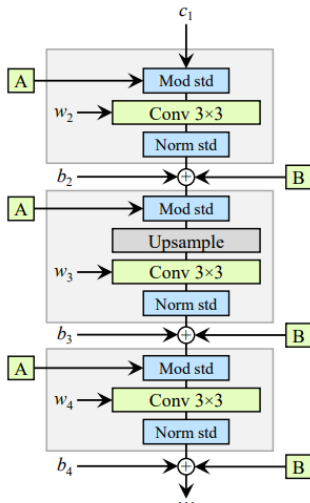 c1
A
Mod std
w2
Conv 3×3
Norm std
b2
+
B
A
Mod std
Upsample
w3
Conv 3×3
Norm std
b3
+
B
A
Mod std
w4
Conv 3×3
Norm std
b4
+
B
...